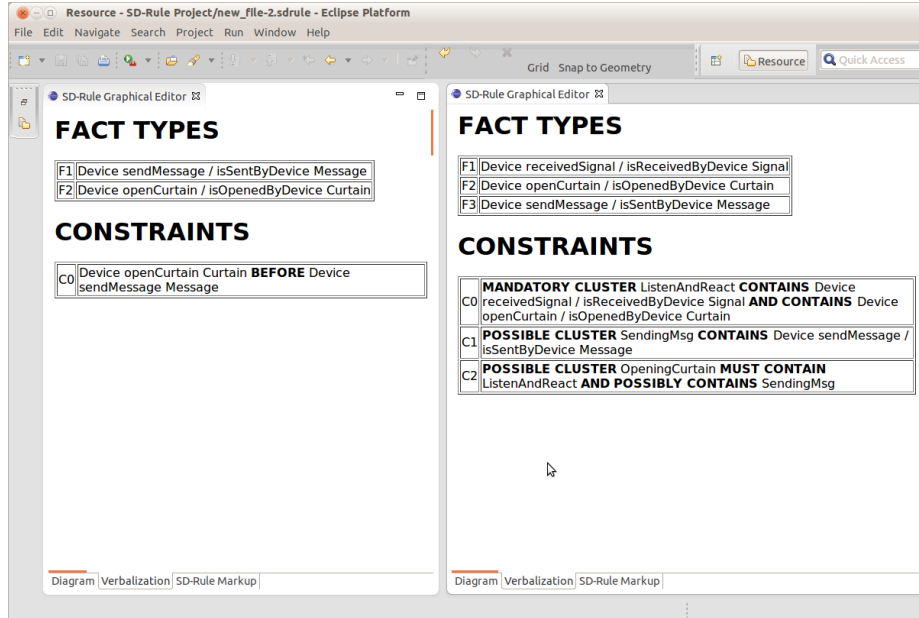 Resource - SD-Rule Project/new_file-2.sdrule - Eclipse Platform
File Edit Navigate Search Project Run Window Help
Grid Snap to Geometry
Resource
Quick Access
SD-Rule Graphical Editor
FACT TYPES
F1 Device sendMessage / isSentByDevice Message
F2 Device openCurtain / isOpenedByDevice Curtain
CONSTRAINTS
C0 Device openCurtain Curtain BEFORE Device
sendMessage Message
Diagram Verbalization SD-Rule Markup
SD-Rule Graphical Editor
FACT TYPES
F1 Device receivedSignal / isReceivedByDevice Signal
F2 Device openCurtain / isOpenedByDevice Curtain
F3 Device sendMessage / isSentByDevice Message
CONSTRAINTS
C0 MANDATORY CLUSTER ListenAndReact CONTAINS Device
receivedSignal / isReceivedByDevice Signal AND CONTAINS Device
openCurtain / isOpenedByDevice Curtain
C1 POSSIBLE CLUSTER SendingMsg CONTAINS Device sendMessage /
isSentByDevice Message
C2 POSSIBLE CLUSTER OpeningCurtain MUST CONTAIN
ListenAndReact AND POSSIBLY CONTAINS SendingMsg
Diagram Verbalization SD-Rule Markup